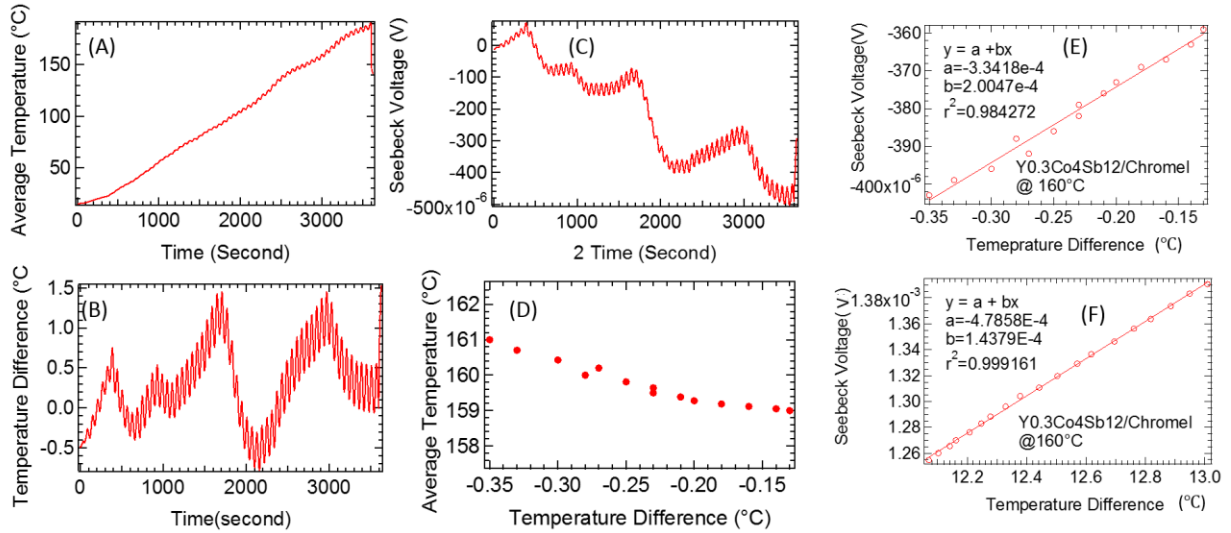 (A)
Average Temperature (°C)
150
100
50
0
1000
2000
3000
Time (Second)
Seebeck Voltage (V)
(C)
0
-100
-200
-300
-400
-500x10⁻⁶
0
1000
2000
3000
2 Time (Second)
(E)
Seebeck Voltage(V)
-360
-370
-380
-390
-400x10⁻⁶
y = a +bx
a=-3.3418e-4
b=2.0047e-4
r²=0.984272
Y0.3Co4Sb12/Chromel
@ 160°C
-0.35
-0.30
-0.25
-0.20
-0.15
Temeprature Difference (°C)
(B)
Temperature Difference (°C
1.5
1.0
0.5
0.0
-0.5
0
1000
2000
3000
Time(second)
(D)
Average Temperature (°C)
162
161
160
159
158
-0.35
-0.30
-0.25
-0.20
-0.15
Temperature Difference (°C)
(F)
Seebeck Voltage(V)
1.38x10⁻³
1.36
1.34
1.32
1.30
1.28
1.26
y = a + bx
a=-4.7858E-4
b=1.4379E-4
r²=0.999161
Y0.3Co4Sb12/Chromel
@160°C
12.2
12.4
12.6
12.8
13.0
Temperature Difference (°C)